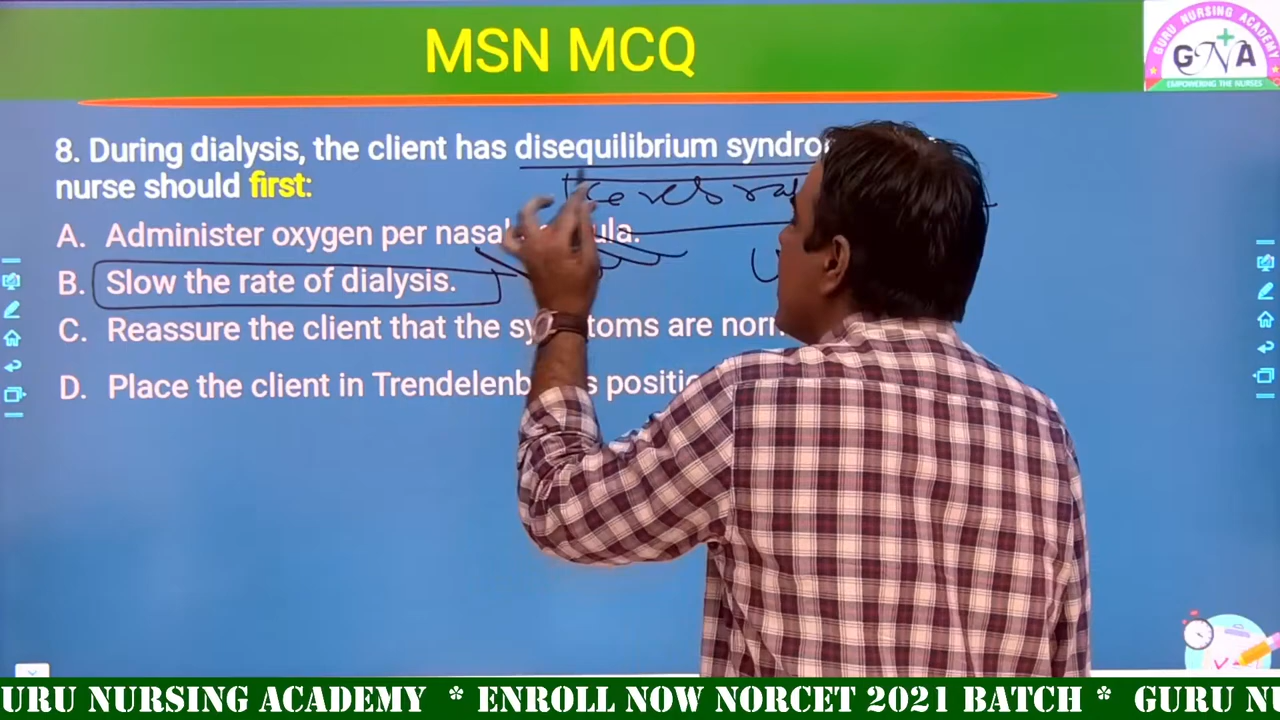 MSN MCQ
GURU NURSING ACADEMY
GNA
EMPOWERING THE NURSES
8. During dialysis, the client has disequilibrium
nurse should first:
A. Administer oxygen per
B. Slow the rate of dialysis.
C. Reassure the client that the are
D. Place the client in
URU NURSING ACADEMY * ENROLL NOW NORCET 2021 BATCH * GURU NU